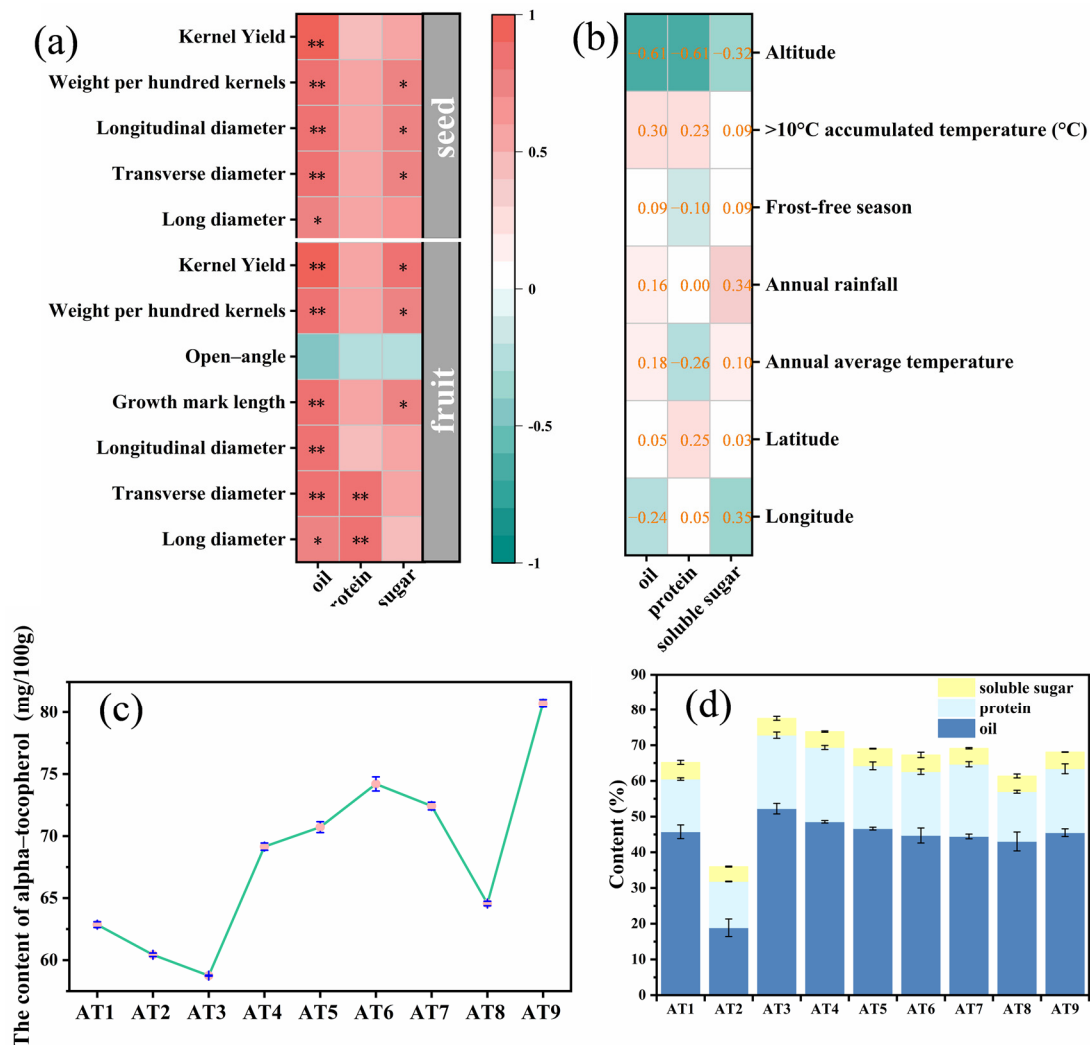 (a)
Kernel Yield ** 
Weight per hundred kernels ** *
Longitudinal diameter ** *
Transverse diameter ** *
Long diameter *
seed
Kernel Yield ** *
Weight per hundred kernels ** *
Open–angle
Growth mark length ** *
Longitudinal diameter **
Transverse diameter ** **
Long diameter * **
fruit
oil
rotein
sugar
1
0.5
0
-0.5
-1
(b)
−0.61 −0.61 −0.32 Altitude
0.30 0.23 0.09 >10°C accumulated temperature (°C)
0.09 −0.10 0.09 Frost-free season
0.16 0.00 0.34 Annual rainfall
0.18 −0.26 0.10 Annual average temperature
0.05 0.25 0.03 Latitude
−0.24 0.05 −0.35 Longitude
oil
protein
soluble sugar
(c)
The content of alpha–tocopherol (mg/100g)
80
75
70
65
60
AT1 AT2 AT3 AT4 AT5 AT6 AT7 AT8 AT9
(d)
soluble sugar
protein
oil
Content (%)
90
80
70
60
50
40
30
20
10
0
AT1 AT2 AT3 AT4 AT5 AT6 AT7 AT8 AT9